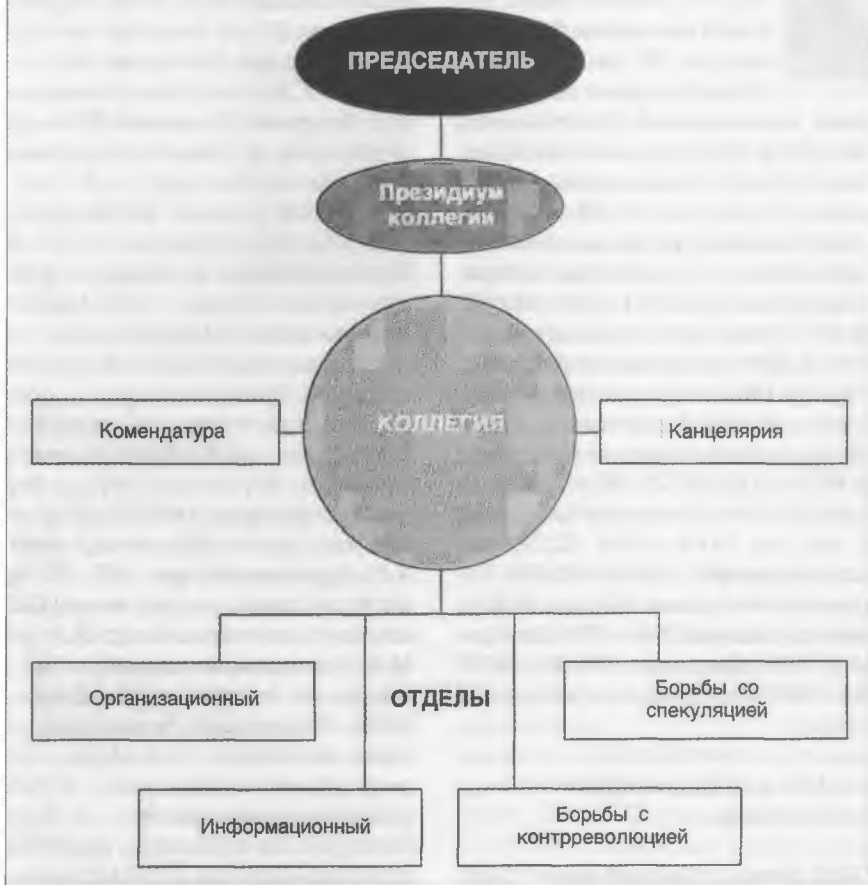 ПРЕДСЕДАТЕЛЬ
Президиум
коллегии
КОЛЛЕГИЯ
Комендатура
Канцелярия
ОТДЕЛЫ
Организационный
Борьбы со
спекуляцией
Информационный
Борьбы с
контрреволюцией